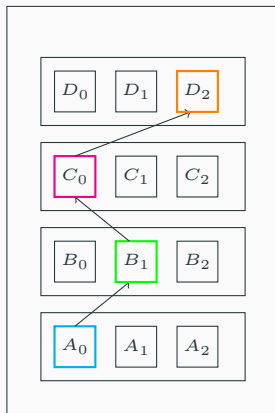 D₀ D₁ D₂
C₀ C₁ C₂
B₀ B₁ B₂
A₀ A₁ A₂